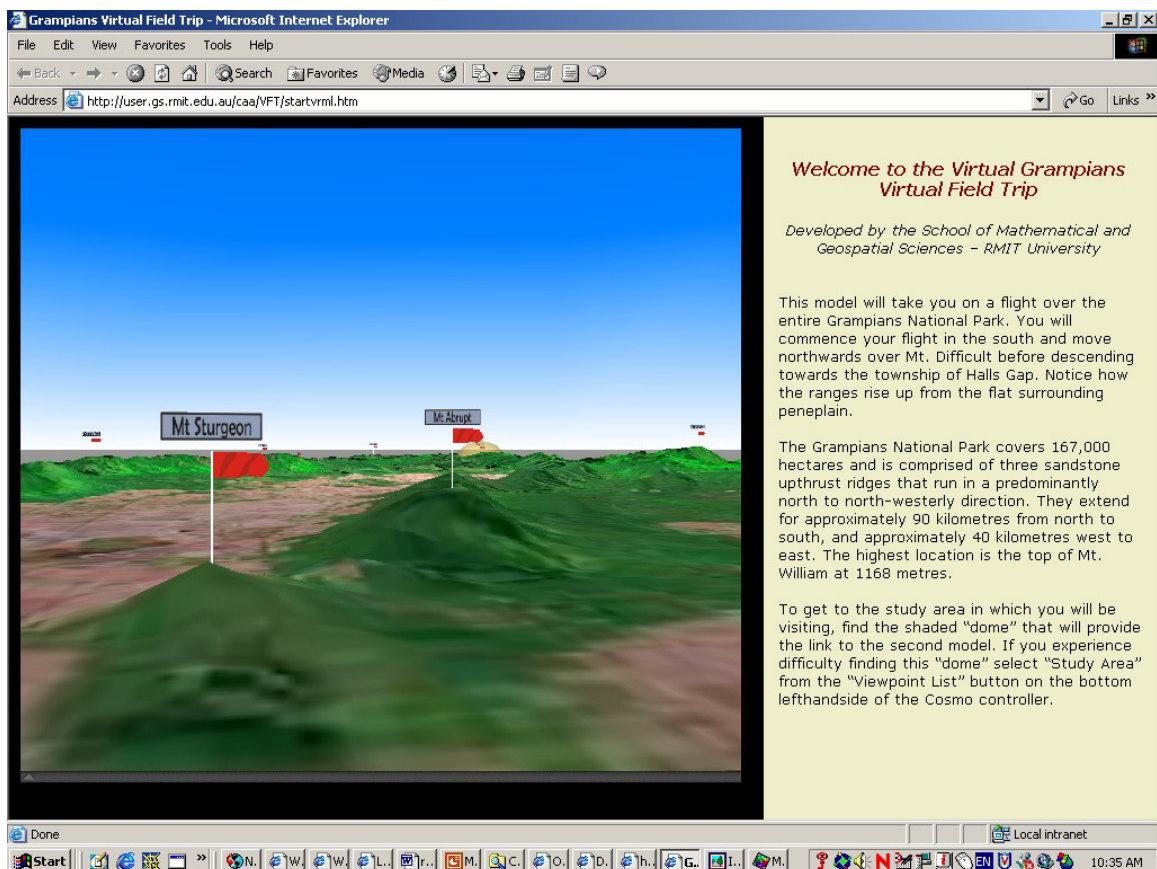 Grampians Virtual Field Trip - Microsoft Internet Explorer
File Edit View Favorites Tools Help
Back Search Favorites Media
Address http://user.gs.rmit.edu.au/caa/VFT/startvrml.htm Go Links »
Welcome to the Virtual Grampians
Virtual Field Trip
Developed by the School of Mathematical and
Geospatial Sciences – RMIT University
This model will take you on a flight over the
entire Grampians National Park. You will
commence your flight in the south and move
northwards over Mt. Difficult before descending
towards the township of Halls Gap. Notice how
the ranges rise up from the flat surrounding
peneplain.
The Grampians National Park covers 167,000
hectares and is comprised of three sandstone
upthrust ridges that run in a predominantly
north to north-westerly direction. They extend
for approximately 90 kilometres from north to
south, and approximately 40 kilometres west to
east. The highest location is the top of Mt.
William at 1168 metres.
To get to the study area in which you will be
visiting, find the shaded “dome” that will provide
the link to the second model. If you experience
difficulty finding this “dome” select “Study Area”
from the “Viewpoint List” button on the bottom
lefthandside of the Cosmo controller.
Mt Abrupt
Mt Sturgeon
Done Local intranet
Start » N.. W.. W.. L.. r.. M.. C.. O.. D.. h.. G.. I.. M.. N EN 10:35 AM